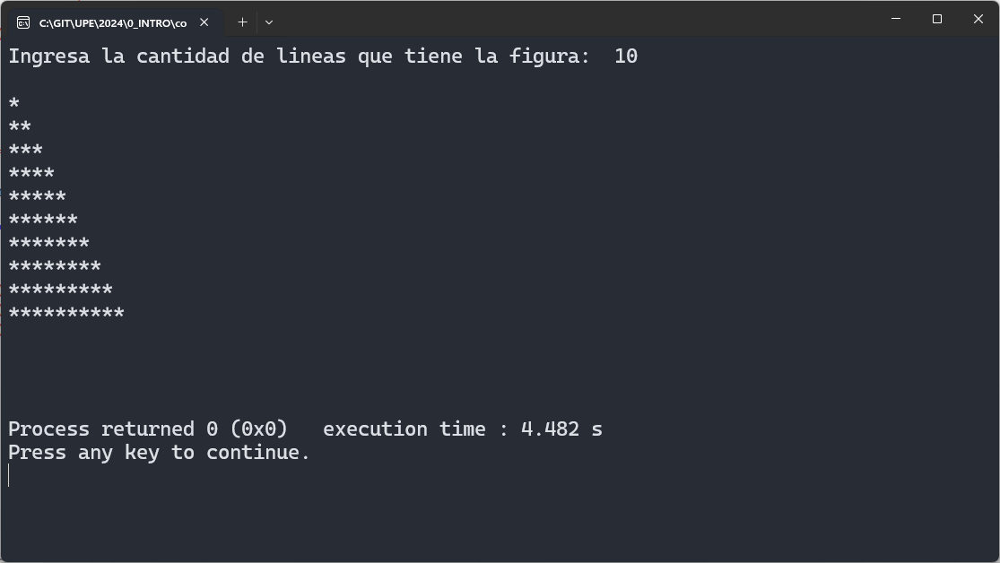 C:\GIT\UPE\2024\0_INTRO\co
Ingresa la cantidad de lineas que tiene la figura:  10
*
**
***
****
*****
******
*******
********
*********
**********
Process returned 0 (0x0)   execution time : 4.482 s
Press any key to continue.